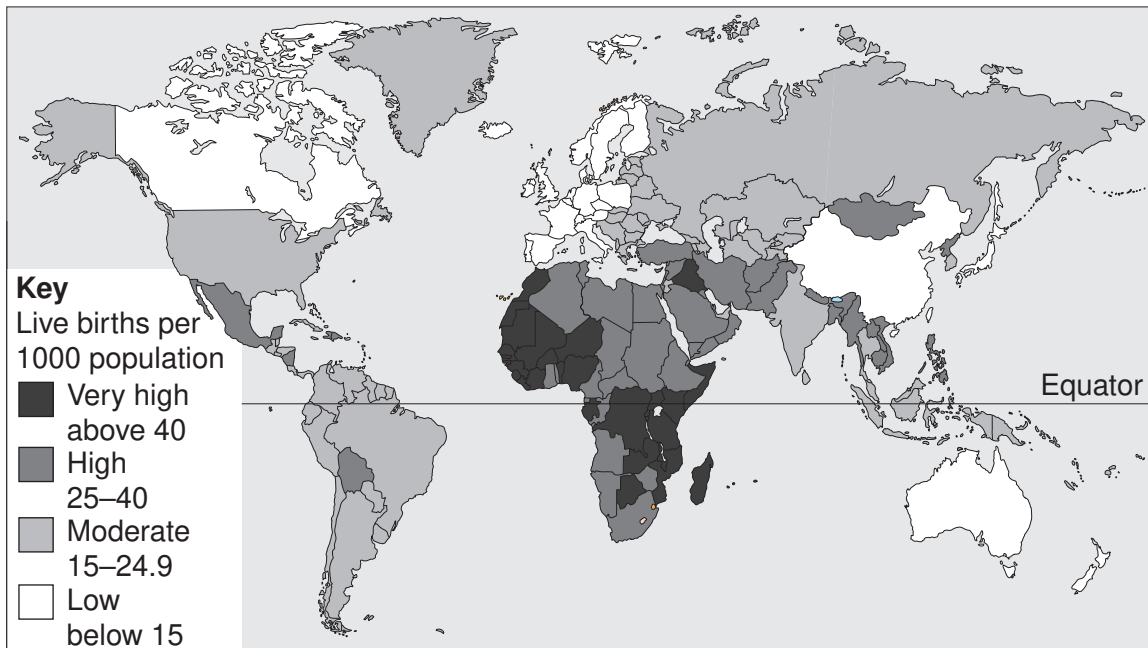 Key
Live births per
1000 population
Very high
above 40
High
25–40
Moderate
15–24.9
Low
below 15
Equator